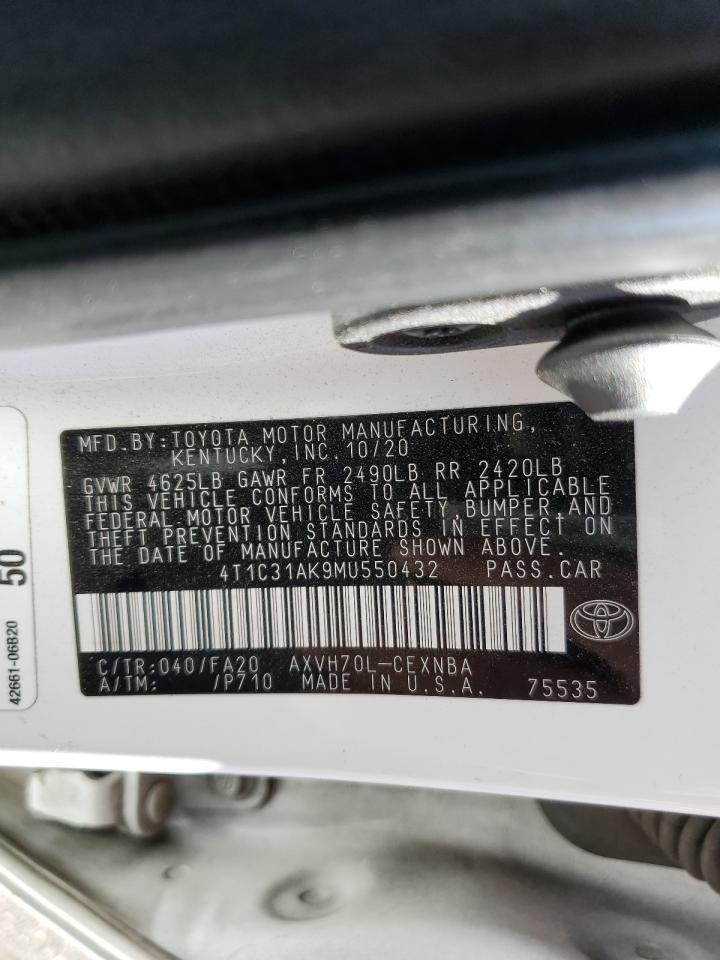 MFD.BY:TOYOTA MOTOR MANUFACTURING,
KENTUCKY, INC. 10/20
GVWR 4625LB GAWR FR 2490LB RR 2420LB
THIS VEHICLE CONFORMS TO ALL APPLICABLE
FEDERAL MOTOR VEHICLE SAFETY, BUMPER, AND
THEFT PREVENTION STANDARDS IN EFFECT ON
THE DATE OF MANUFACTURE SHOWN ABOVE.
4T1C31AK9MU550432 PASS.CAR
C/TR:040/FA20 AXVH70L-CEXNBA
A/TM: /P710 MADE IN U.S.A. 75535
50
42661-06B20